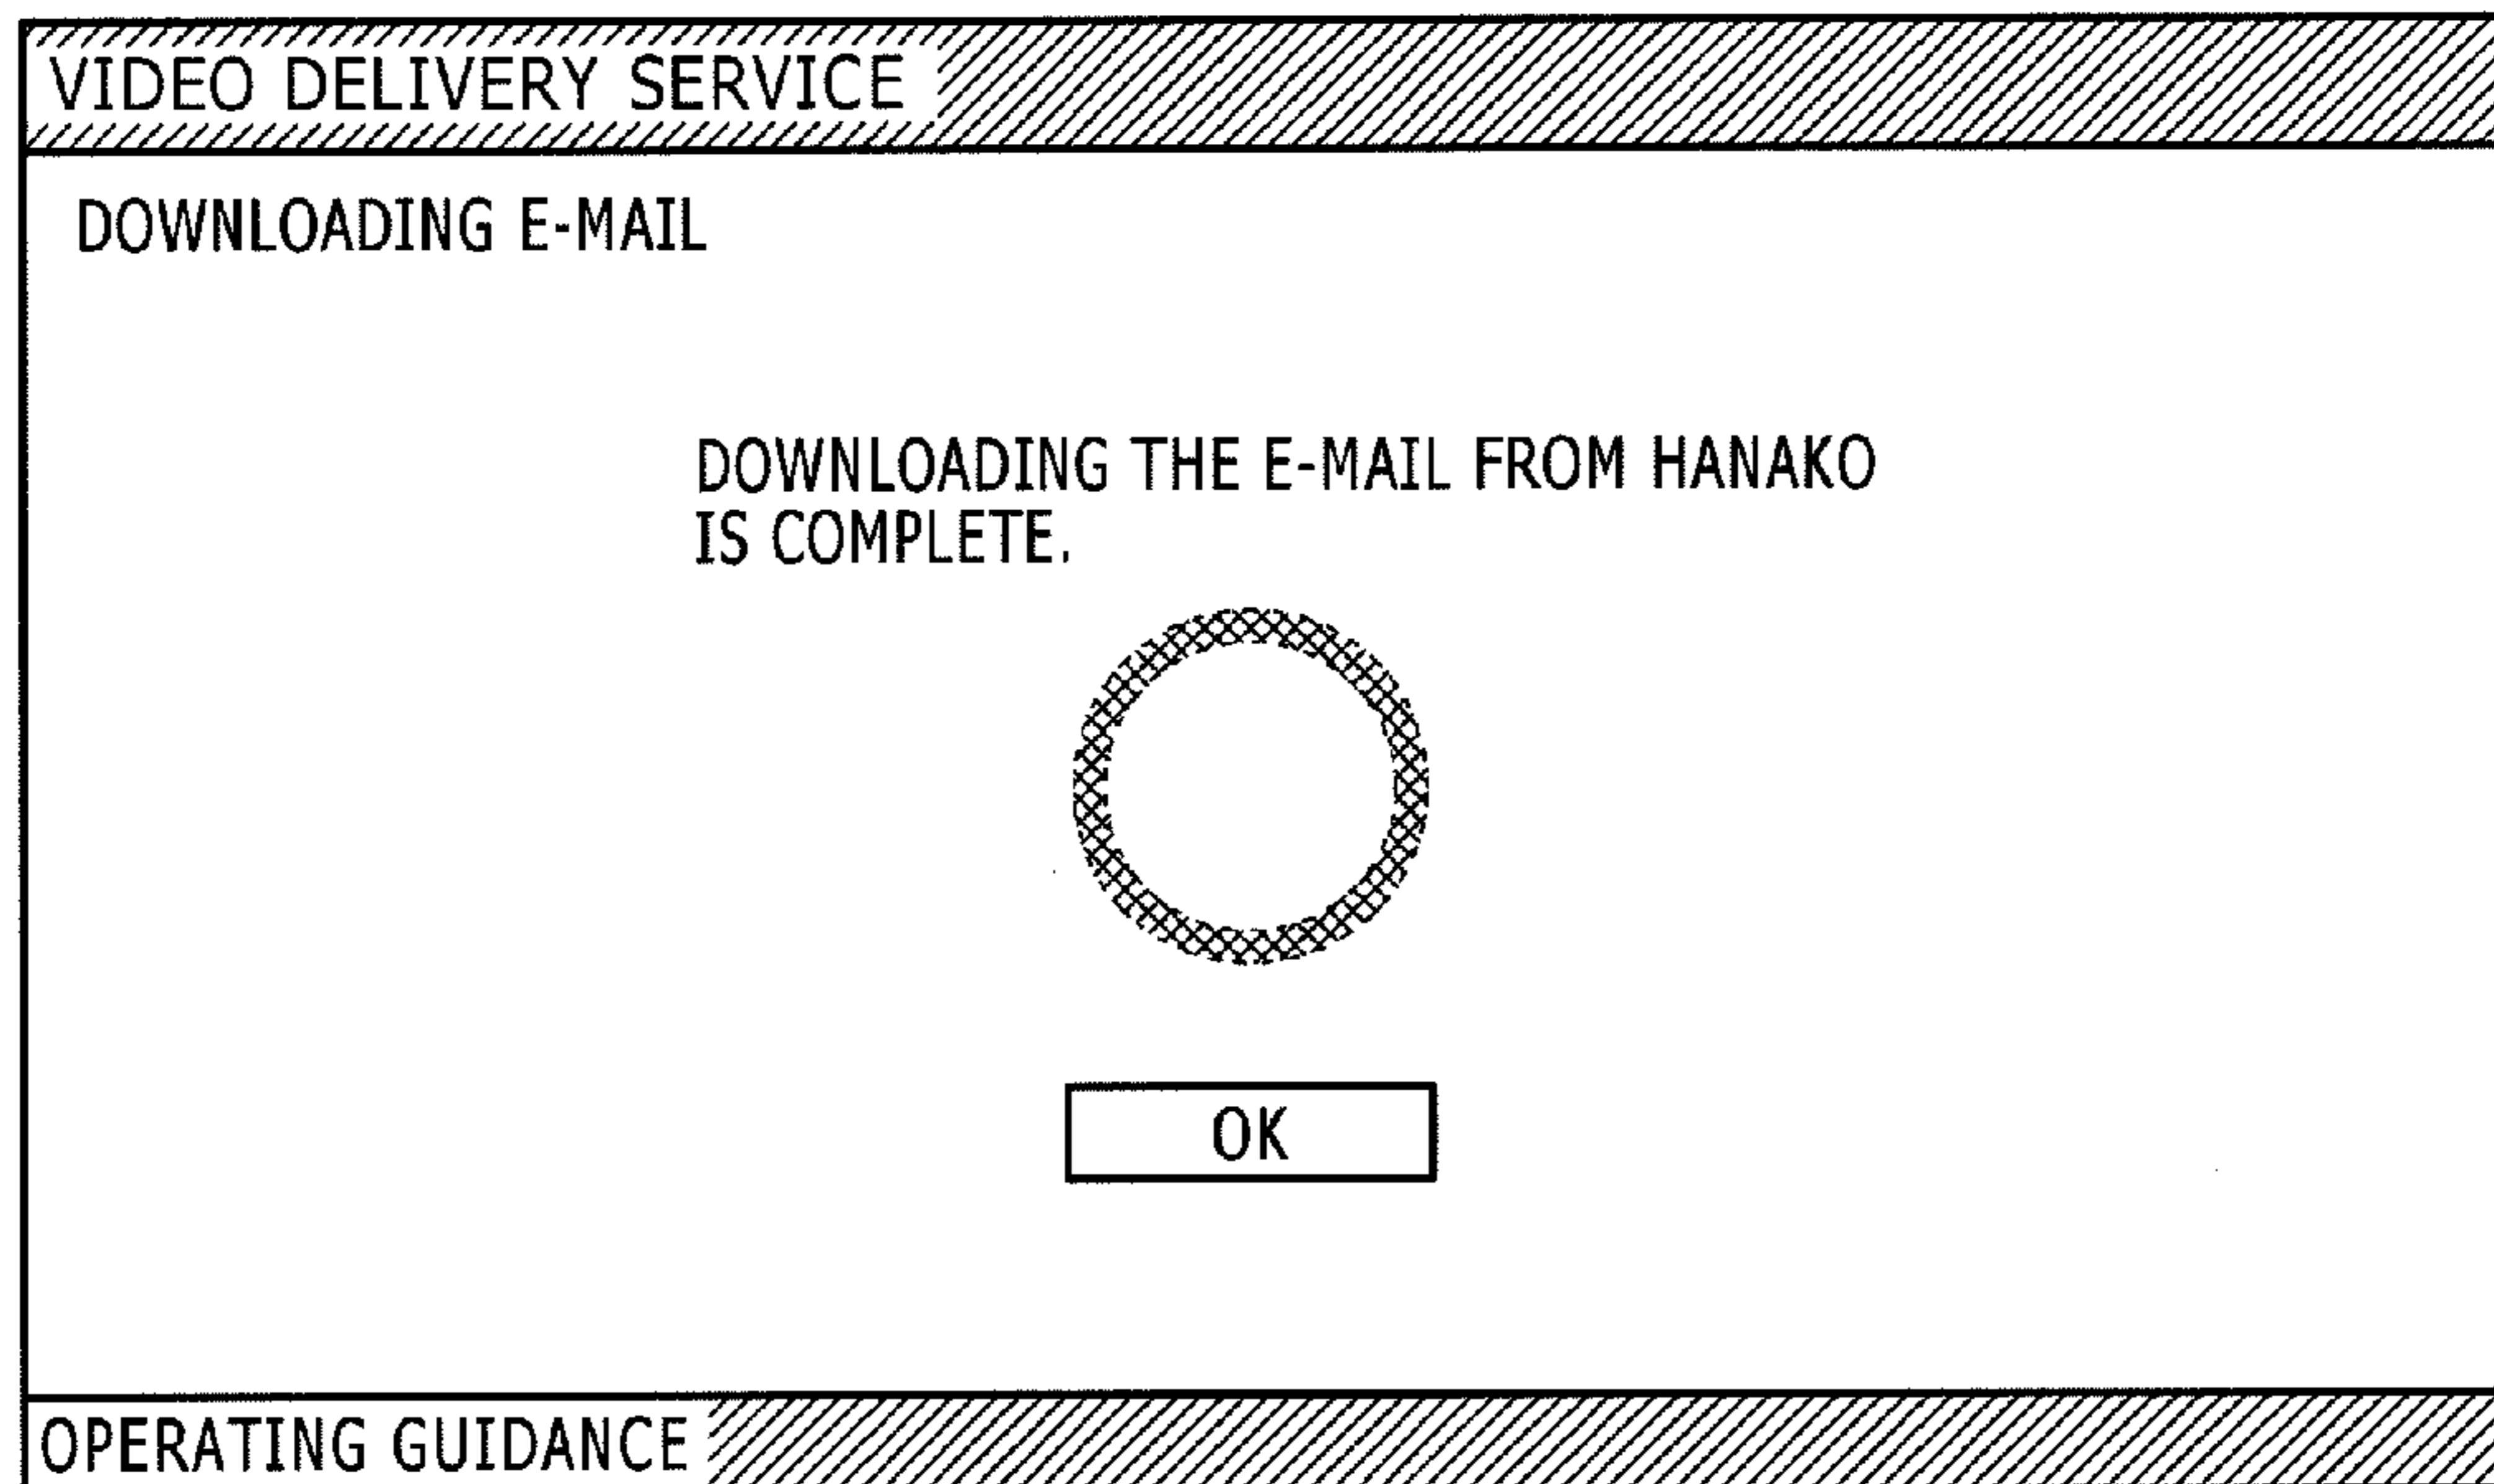 VIDEO DELIVERY SERVICE
DOWNLOADING E-MAIL
DOWNLOADING THE E-MAIL FROM HANAKO
IS COMPLETE.
OK
OPERATING GUIDANCE